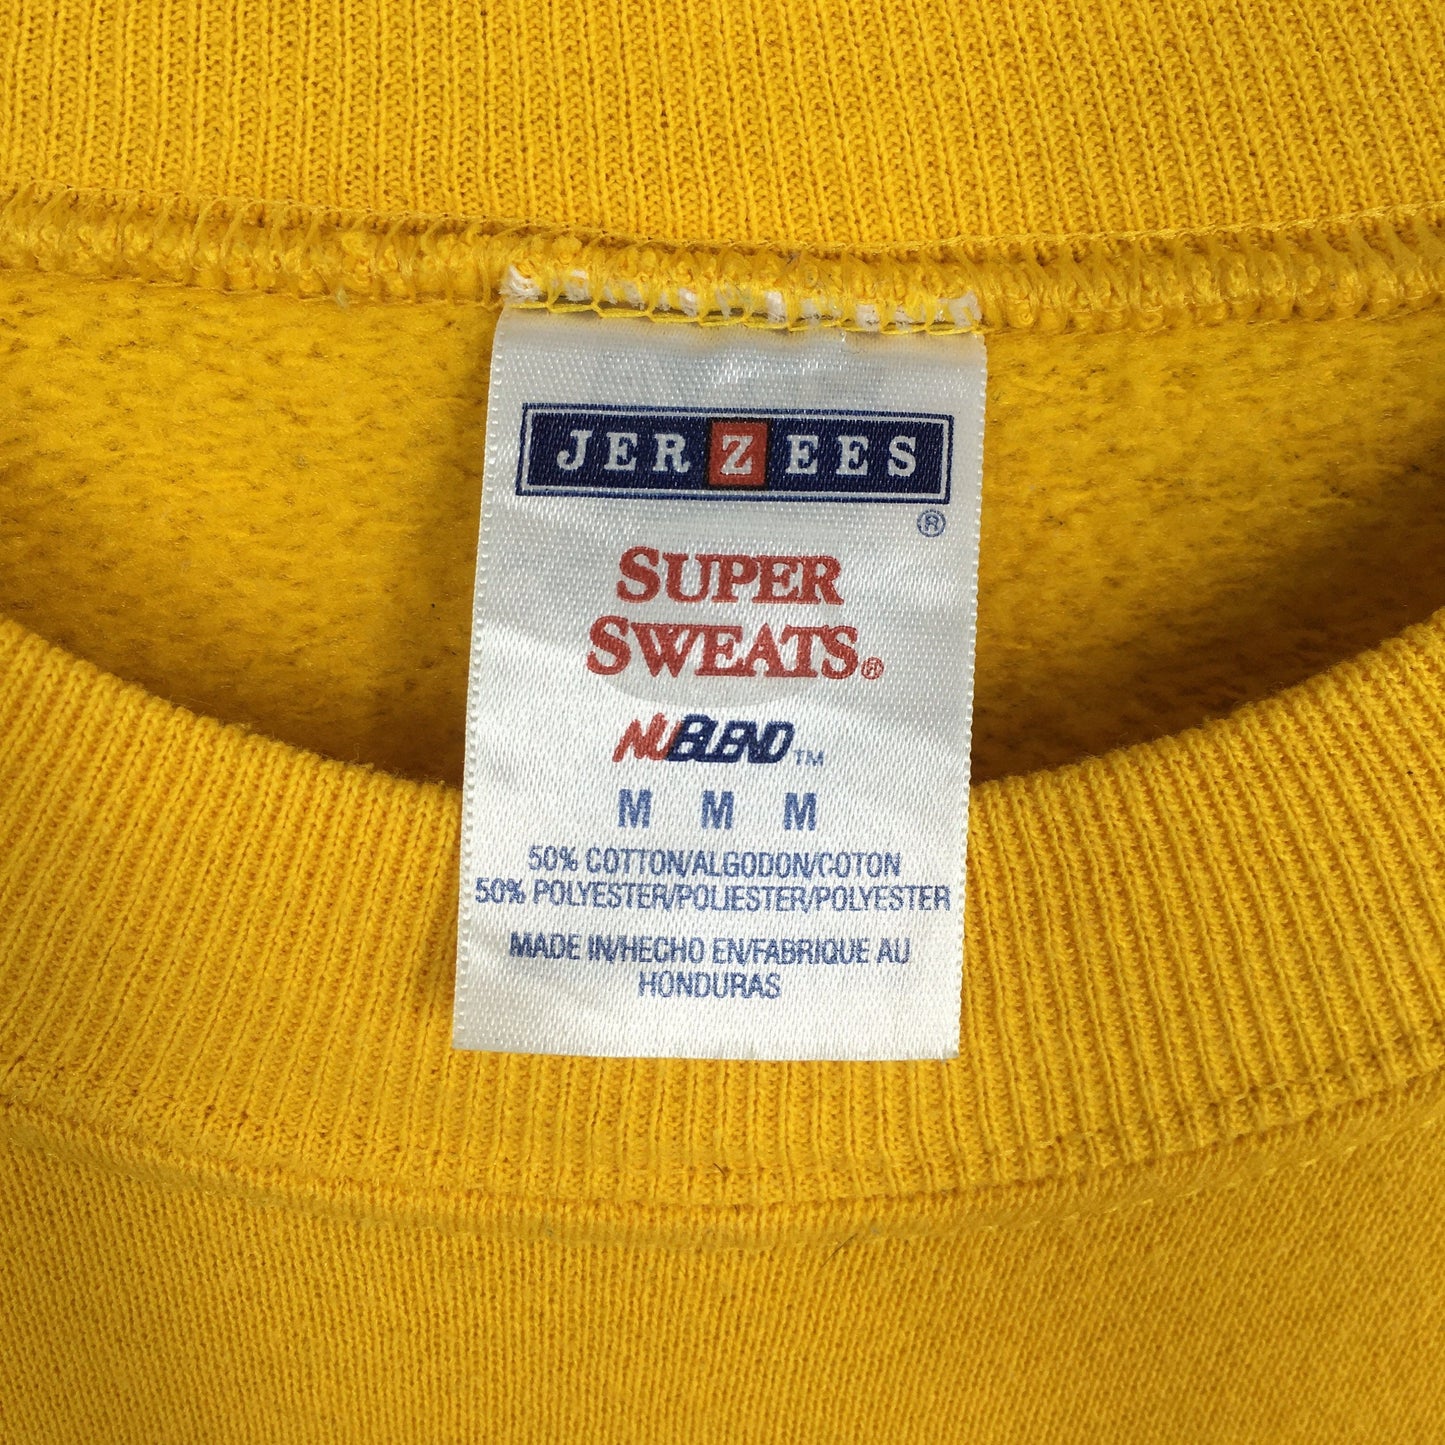 JERZEES
®
SUPER
SWEATS®
NUBLEND™
M M M
50% COTTON/ALGODON/COTON
50% POLYESTER/POLIESTER/POLYESTER
MADE IN/HECHO EN/FABRIQUE AU
HONDURAS